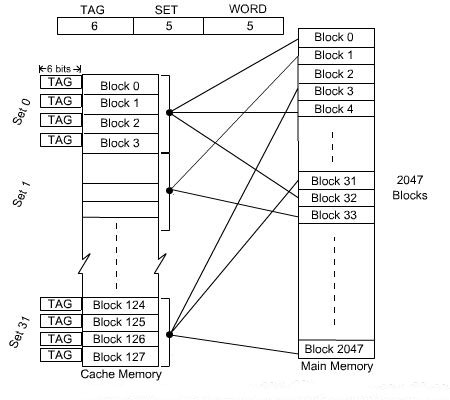 TAG SET WORD
6 5 5
6 bits
Set 0
TAG Block 0
TAG Block 1
TAG Block 2
TAG Block 3
Set 1
Set 31
TAG Block 124
TAG Block 125
TAG Block 126
TAG Block 127
Cache Memory
Block 0
Block 1
Block 2
Block 3
Block 4
Block 31
Block 32
Block 33
Block 2047
Main Memory
2047
Blocks